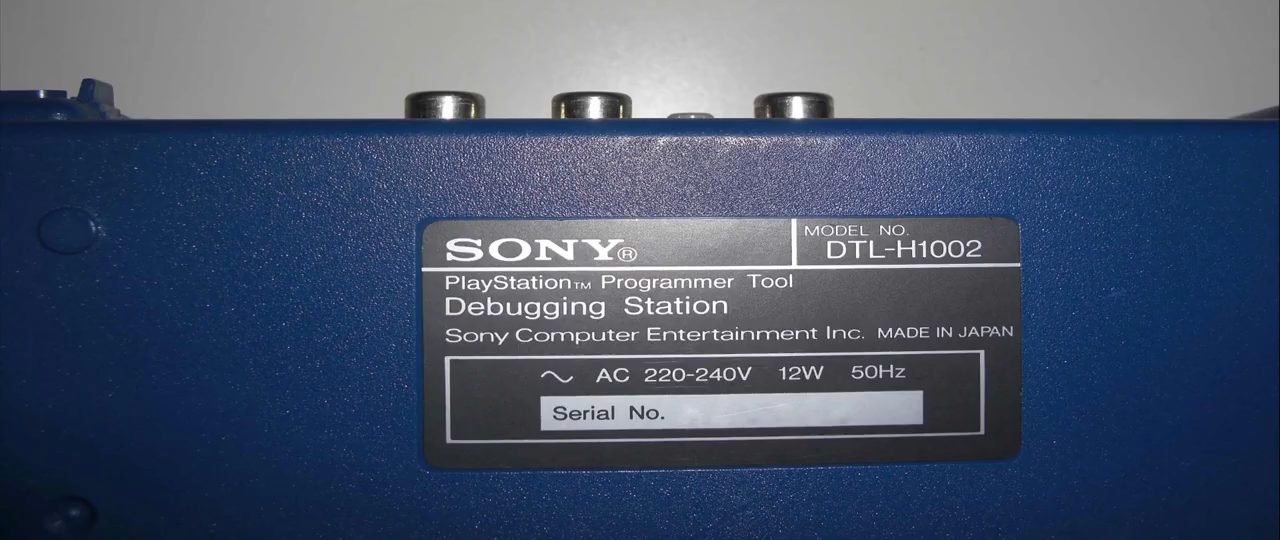 SONY®
MODEL NO.
DTL-H1002
PlayStation™ Programmer Tool
Debugging Station
Sony Computer Entertainment Inc. MADE IN JAPAN
～ AC 220-240V 12W 50Hz
Serial No.